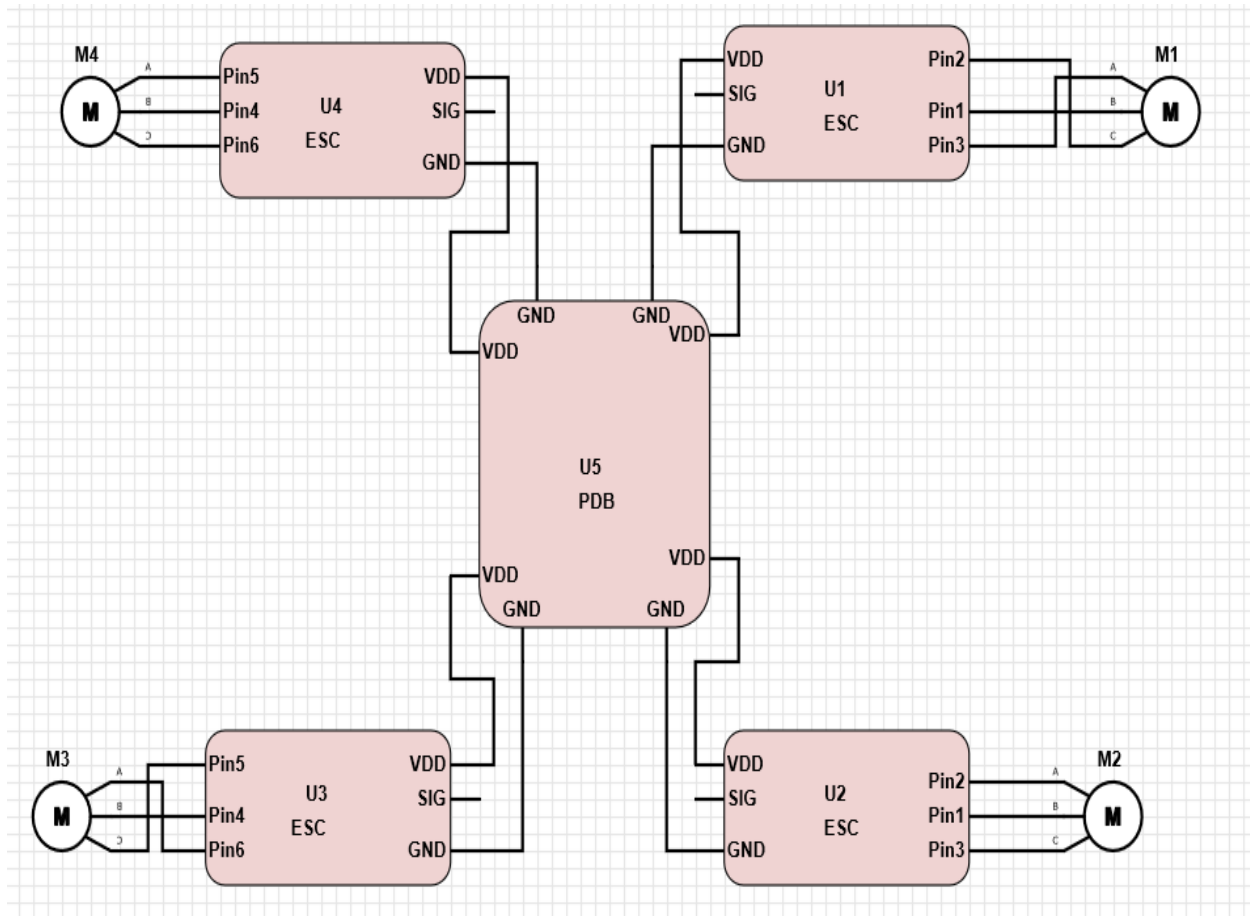 M4
A
B
C
M
Pin5
Pin4
Pin6
U4
ESC
VDD
SIG
GND
VDD
SIG
GND
U1
ESC
Pin2
Pin1
Pin3
M1
A
B
C
M
GND
GND
VDD
VDD
U5
PDB
VDD
VDD
GND
GND
M3
A
B
C
M
Pin5
Pin4
Pin6
U3
ESC
VDD
SIG
GND
VDD
SIG
GND
U2
ESC
Pin2
Pin1
Pin3
M2
A
B
C
M